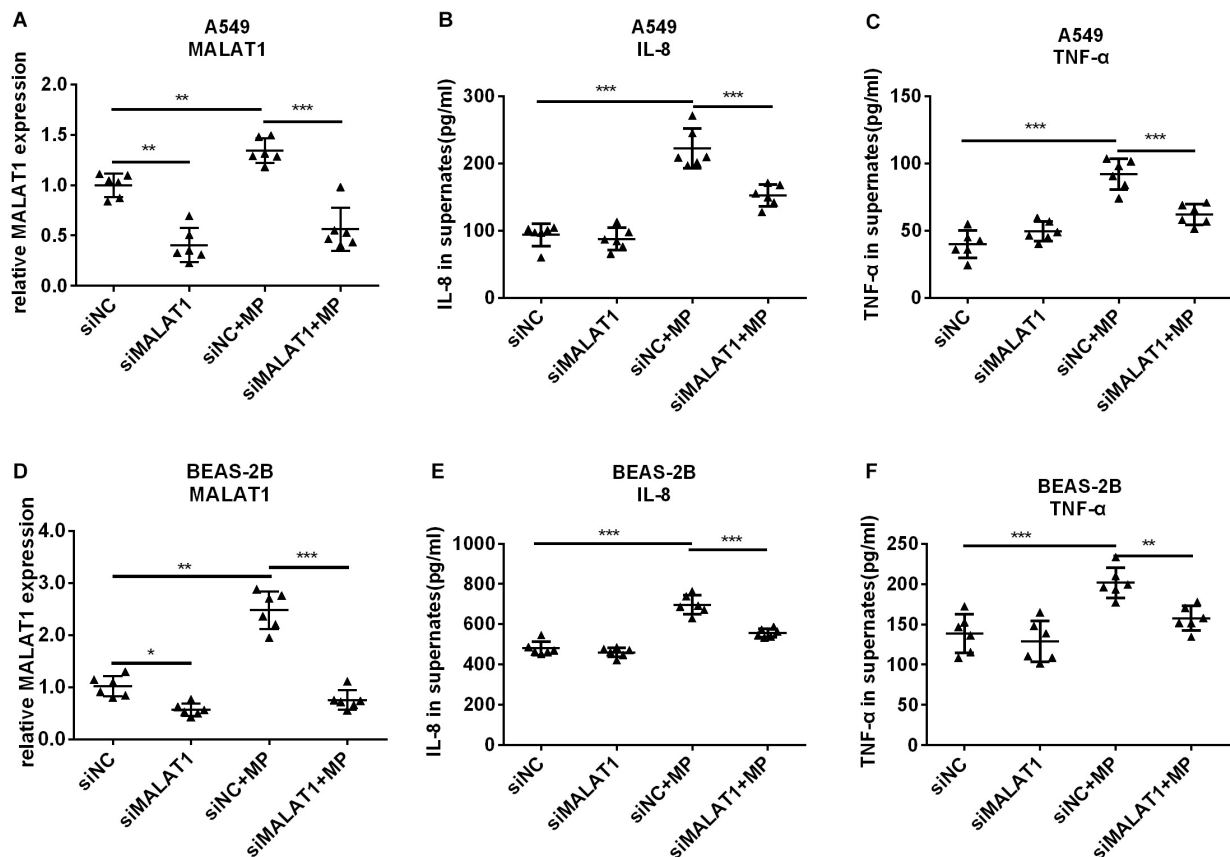 A
A549
MALAT1
relative MALAT1 expression
2.0
1.5
1.0
0.5
0.0
**
**
***
siNC
siMALAT1
siNC+MP
siMALAT1+MP
B
A549
IL-8
IL-8 in supernates(pg/ml)
300
200
100
0
***
***
siNC
siMALAT1
siNC+MP
siMALAT1+MP
C
A549
TNF-α
TNF-α in supernates(pg/ml)
150
100
50
0
***
***
siNC
siMALAT1
siNC+MP
siMALAT1+MP
D
BEAS-2B
MALAT1
relative MALAT1 expression
4.0
3.0
2.0
1.0
0.0
**
***
*
siNC
siMALAT1
siNC+MP
siMALAT1+MP
E
BEAS-2B
IL-8
IL-8 in supernates(pg/ml)
1000
800
600
400
200
0
***
***
siNC
siMALAT1
siNC+MP
siMALAT1+MP
F
BEAS-2B
TNF-α
TNF-α in supernates(pg/ml)
250
200
150
100
50
0
***
**
siNC
siMALAT1
siNC+MP
siMALAT1+MP